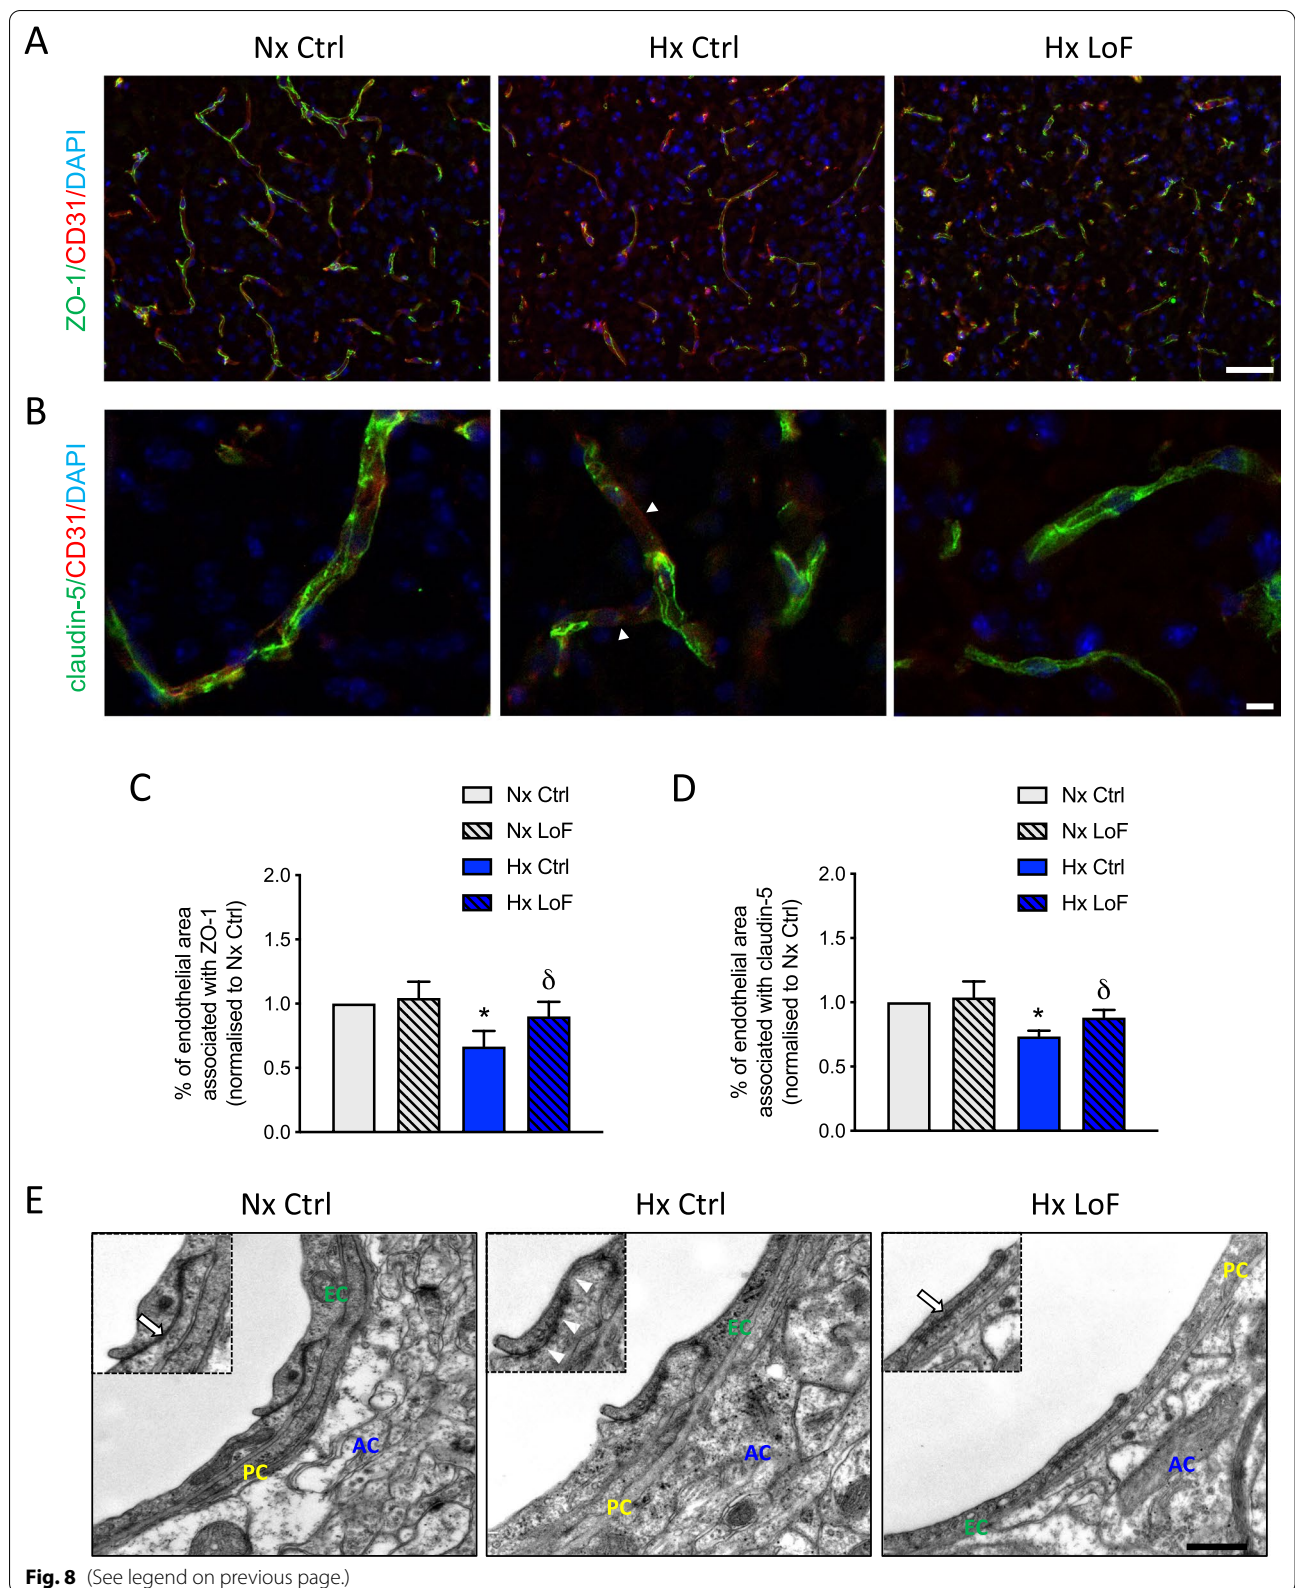 A
Nx Ctrl
Hx Ctrl
Hx LoF
ZO-1/CD31/DAPI
B
claudin-5/CD31/DAPI
C
Nx Ctrl
Nx LoF
Hx Ctrl
Hx LoF
% of endothelial area
associated with ZO-1
(normalised to Nx Ctrl)
2.0
1.5
1.0
0.5
0.0
*
δ
D
Nx Ctrl
Nx LoF
Hx Ctrl
Hx LoF
% of endothelial area
associated with claudin-5
(normalised to Nx Ctrl)
2.0
1.5
1.0
0.5
0.0
*
δ
E
Nx Ctrl
Hx Ctrl
Hx LoF
EC
AC
PC
EC
AC
PC
PC
AC
EC
Fig. 8 (See legend on previous page.)